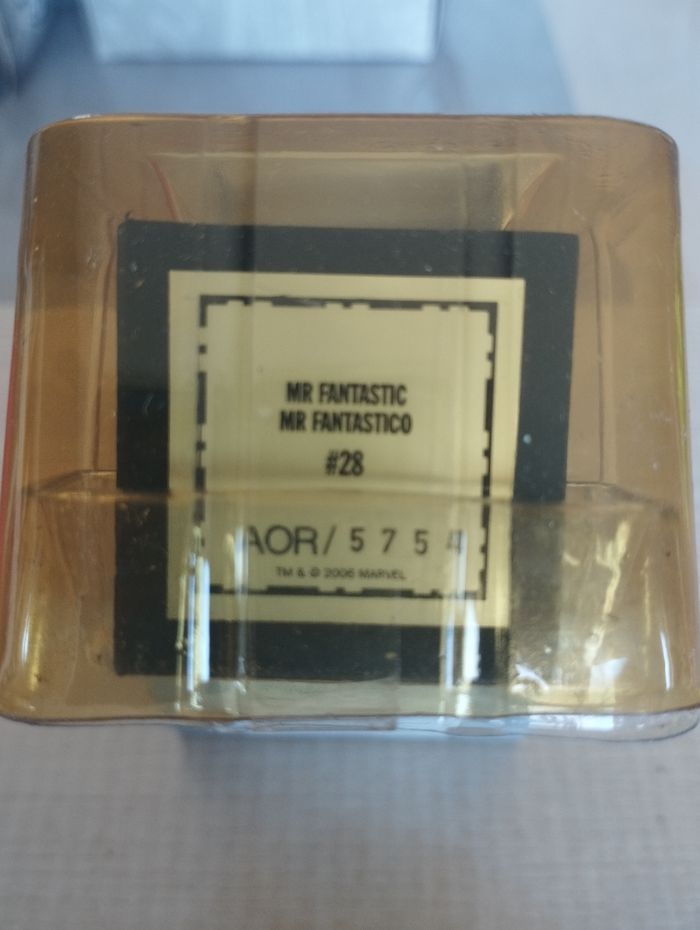 MR FANTASTIC
MR FANTASTICO
#28
AOR/ 5 7 5 4
TM & © 2006 MARVEL